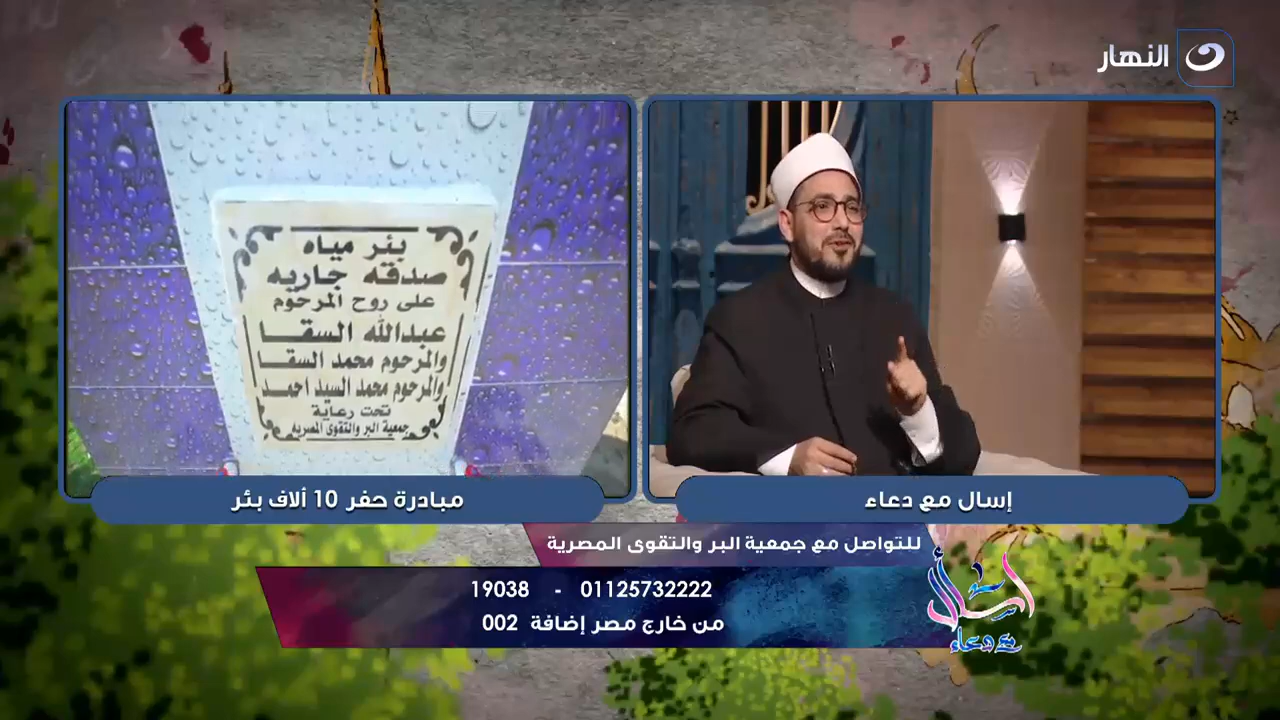 النهار
بئر مياه
صدقه جاريه
على روح المرحوم
عبدالله السقا
والمرحوم محمد السقا
والمرحوم محمد السيد احمد
تحت رعاية
جمعية البر والتقوى المصريه
إسال مع دعاء
مبادرة حفر 10 ألاف بئر
للتواصل مع جمعية البر والتقوى المصرية
19038 - 01125732222
من خارج مصر إضافة 002
اسأل مع دعاء